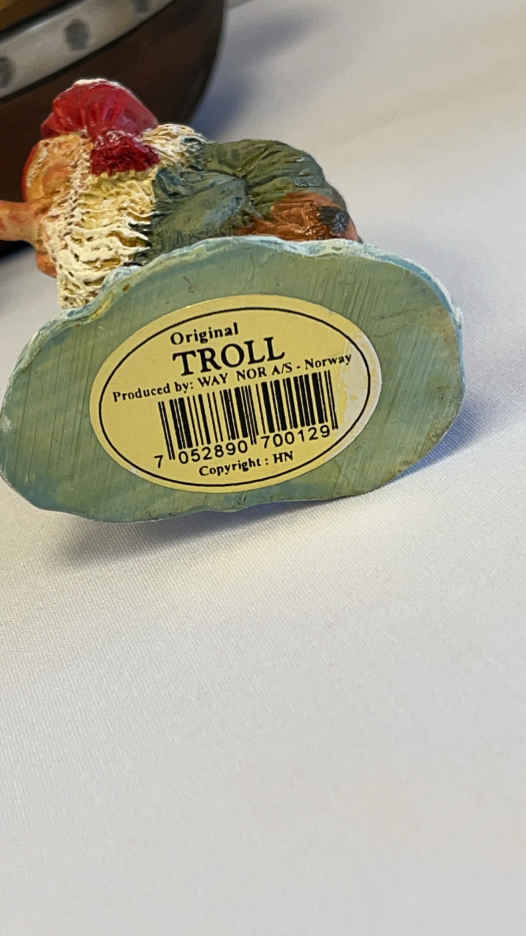 Original
TROLL
Produced by: WAY NOR A/S - Norway
7 052890 700129
Copyright : HN